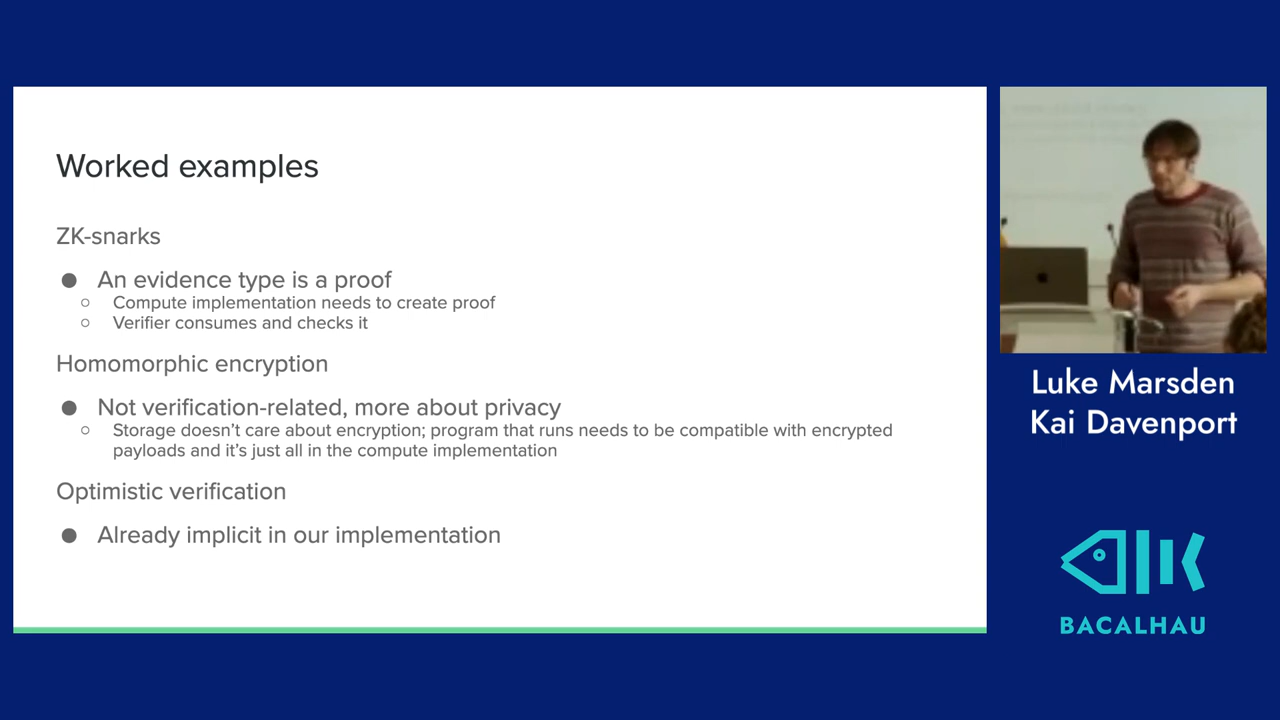 Worked examples
ZK-snarks
● An evidence type is a proof
○ Compute implementation needs to create proof
○ Verifier consumes and checks it
Homomorphic encryption
● Not verification-related, more about privacy
○ Storage doesn’t care about encryption; program that runs needs to be compatible with encrypted
payloads and it’s just all in the compute implementation
Optimistic verification
● Already implicit in our implementation
Luke Marsden
Kai Davenport
BACALHAU